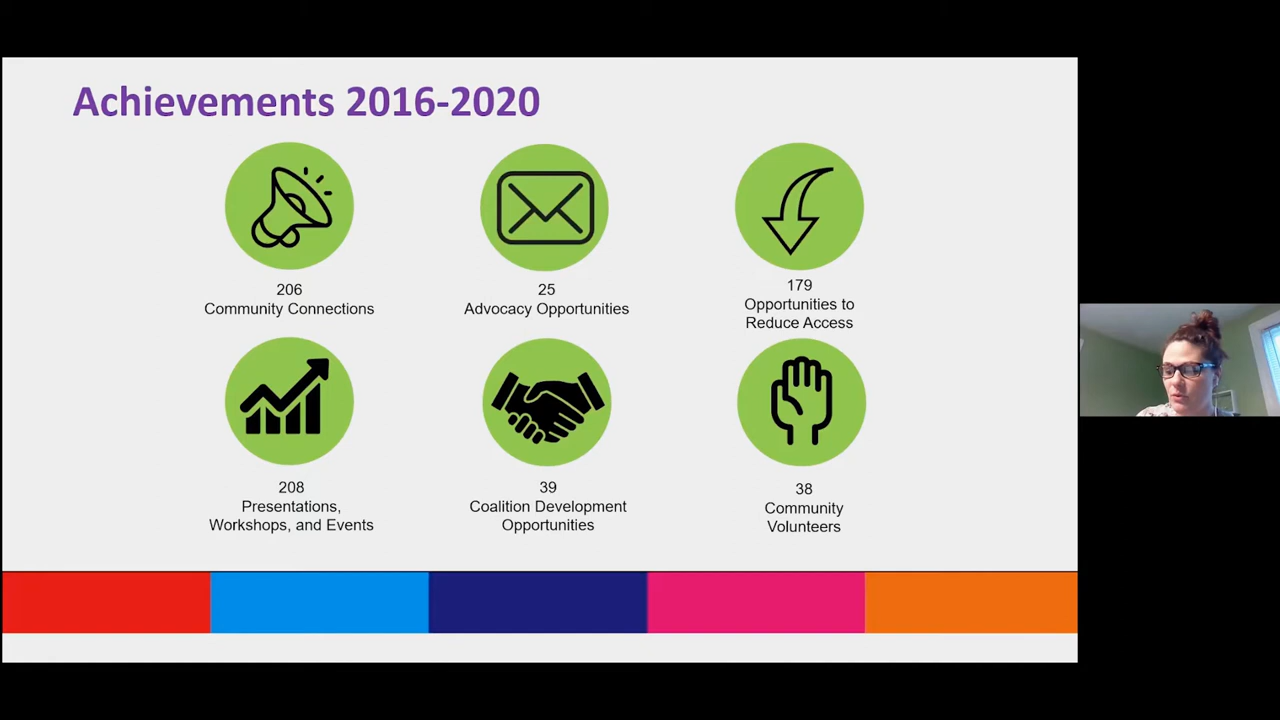 Achievements 2016-2020
206
Community Connections
25
Advocacy Opportunities
179
Opportunities to
Reduce Access
208
Presentations,
Workshops, and Events
39
Coalition Development
Opportunities
38
Community
Volunteers